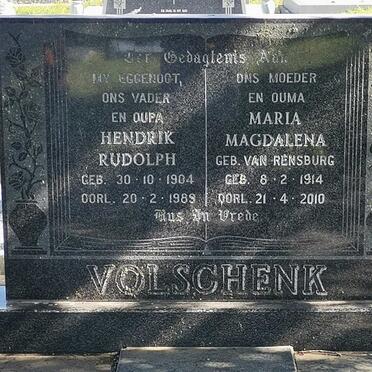 Ter Gedagtenis Aan
MY EGGENOOT,
ONS VADER
EN OUPA
HENDRIK
RUDOLPH
GEB. 30-10-1904
OORL. 20-2-1989
ONS MOEDER
EN OUMA
MARIA
MAGDALENA
GEB. VAN RENSBURG
GEB. 8-2-1914
OORL. 21-4-2010
Rus In Vrede
VOLSCHENK